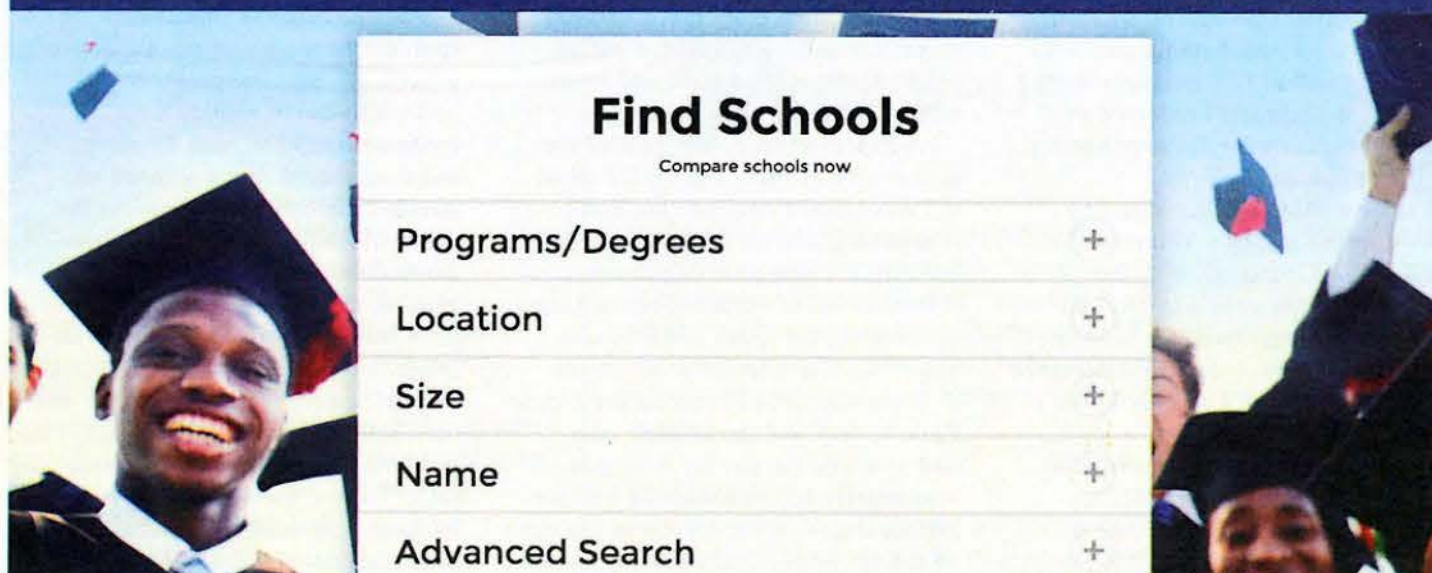 Find Schools
Compare schools now
Programs/Degrees +
Location +
Size +
Name +
Advanced Search +